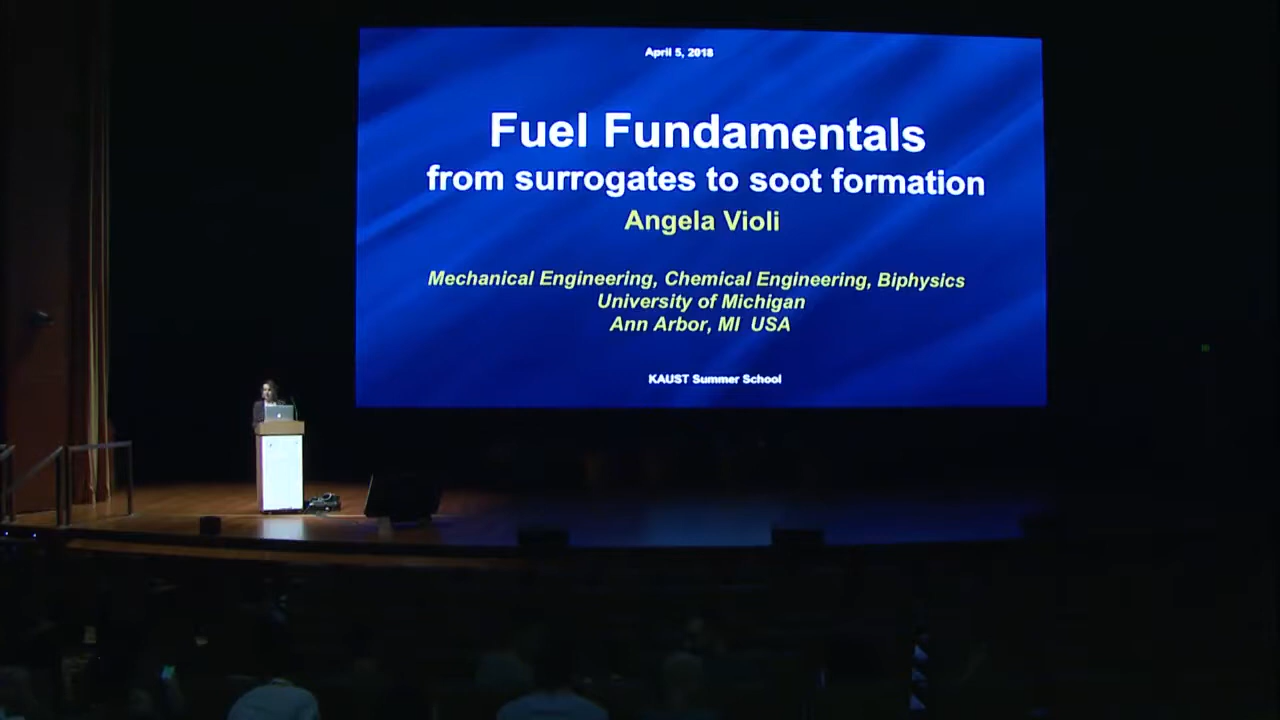 April 5, 2018
Fuel Fundamentals
from surrogates to soot formation
Angela Violi
Mechanical Engineering, Chemical Engineering, Biphysics
University of Michigan
Ann Arbor, MI USA
KAUST Summer School